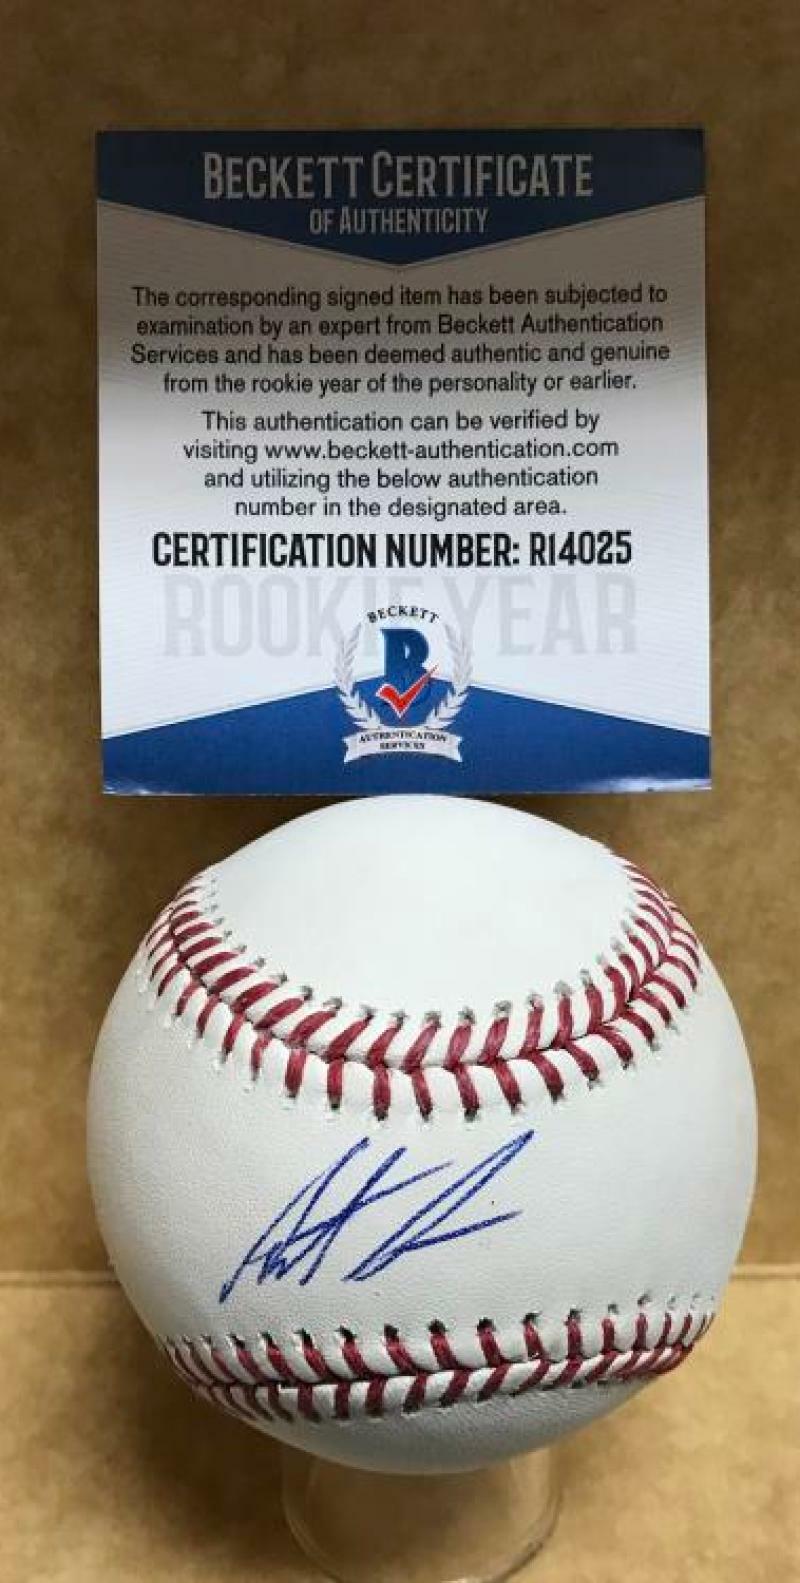 BECKETT CERTIFICATE
OF AUTHENTICITY
The corresponding signed item has been subjected to
examination by an expert from Beckett Authentication
Services and has been deemed authentic and genuine
from the rookie year of the personality or earlier.
This authentication can be verified by
visiting www.beckett-authentication.com
and utilizing the below authentication
number in the designated area.
CERTIFICATION NUMBER: R14025
ROOKIE YEAR
BECKETT
B
AUTHENTICATION
SERVICES